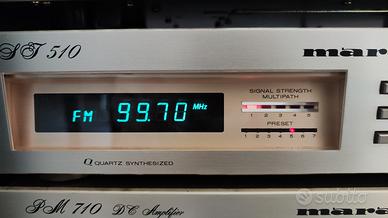 ST 510
mar
FM 99.70 MHz
SIGNAL STRENGTH
MULTIPATH
1 2 3 4 5
PRESET
1 2 3 4 5 6 7
Q QUARTZ SYNTHESIZED
PM 710 DC Amplifier
mara
subito